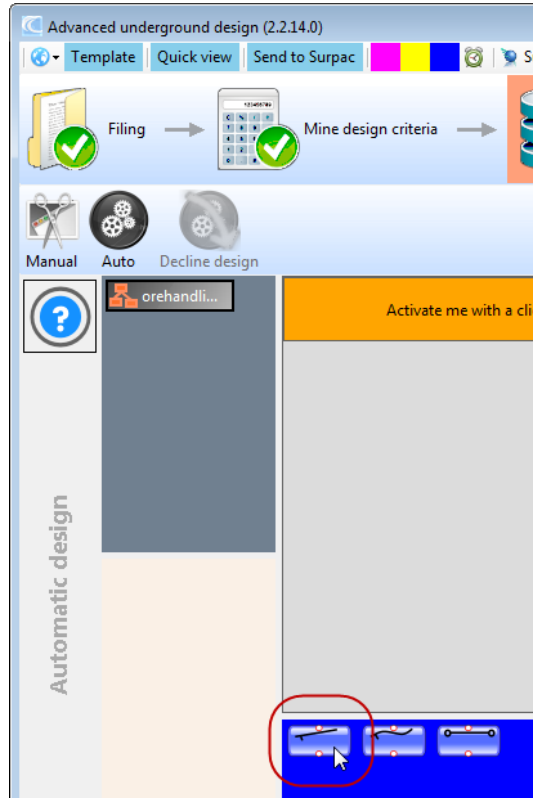 Advanced underground design (2.2.14.0)
Template Quick view Send to Surpac S
Filing Mine design criteria
Manual Auto Decline design
orehandli...
Activate me with a cli
Automatic design